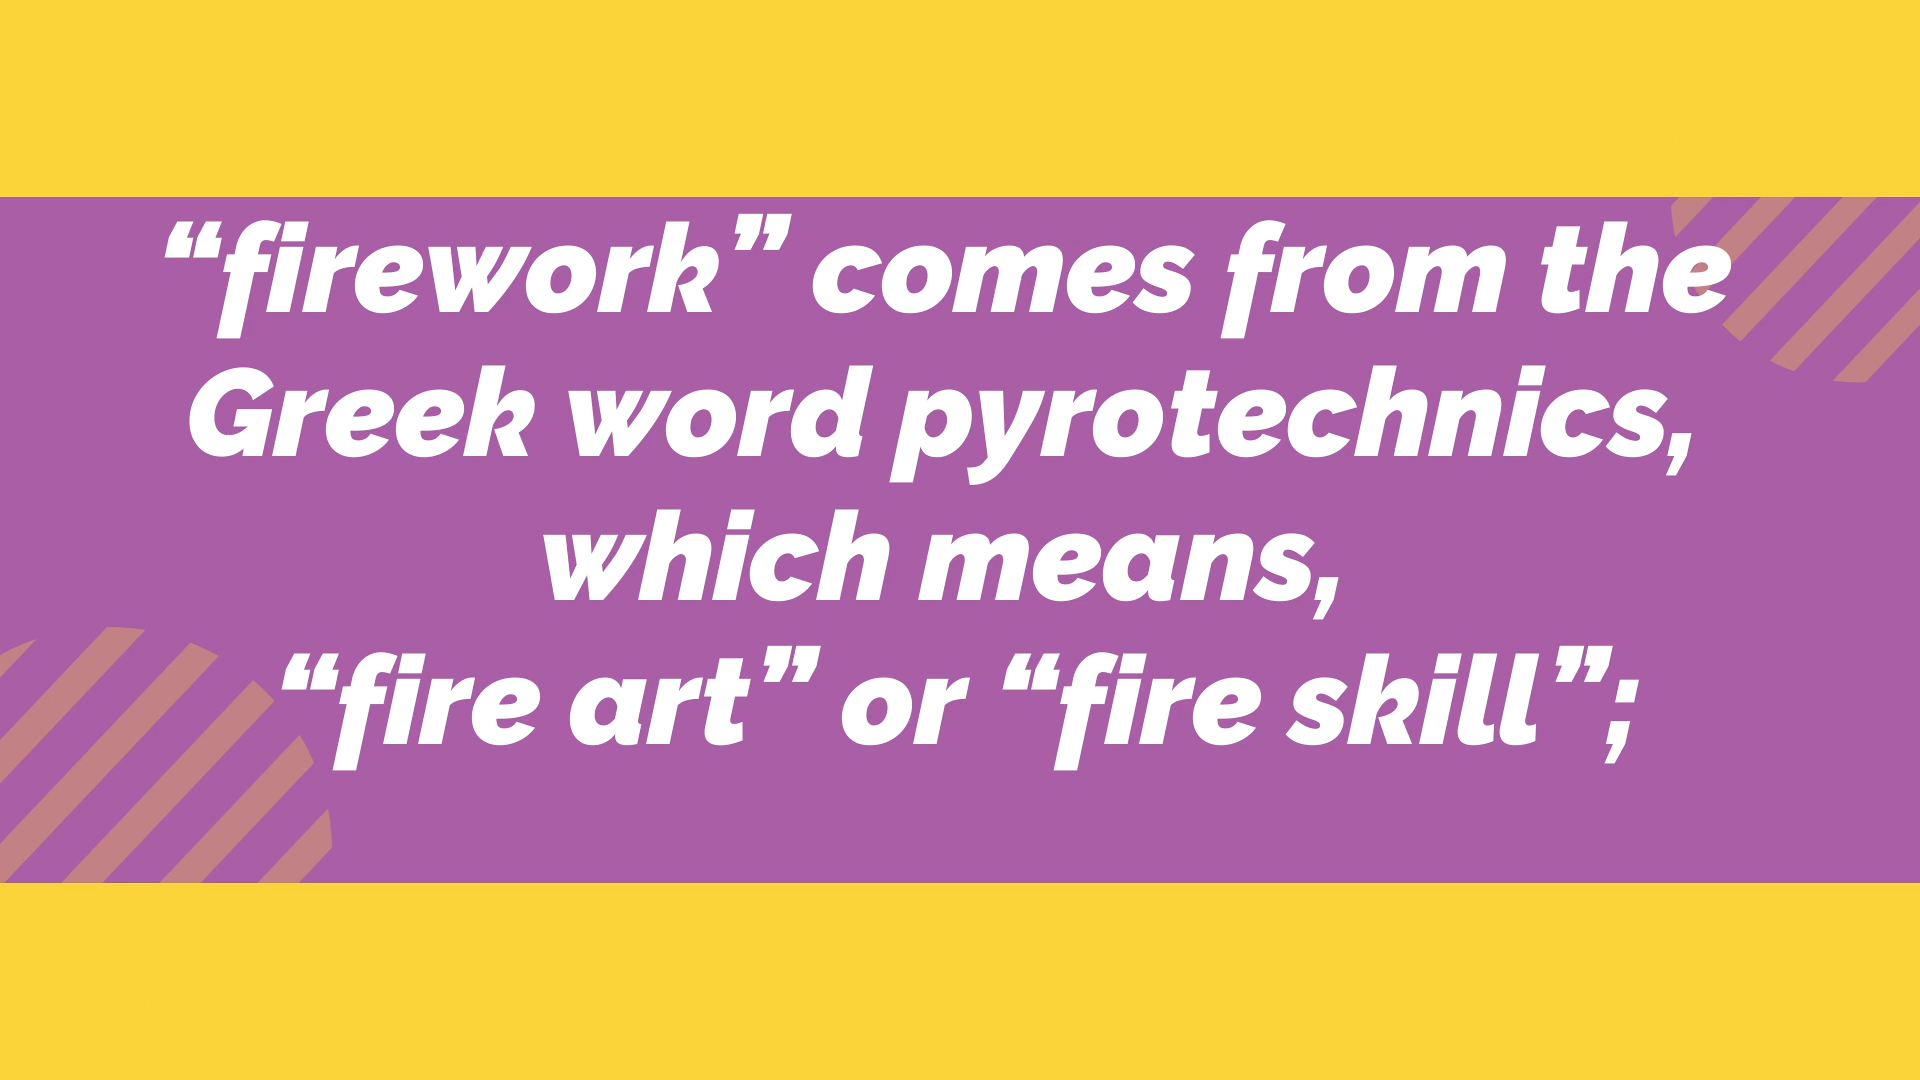 “firework” comes from the
Greek word pyrotechnics,
which means,
“fire art” or “fire skill”;